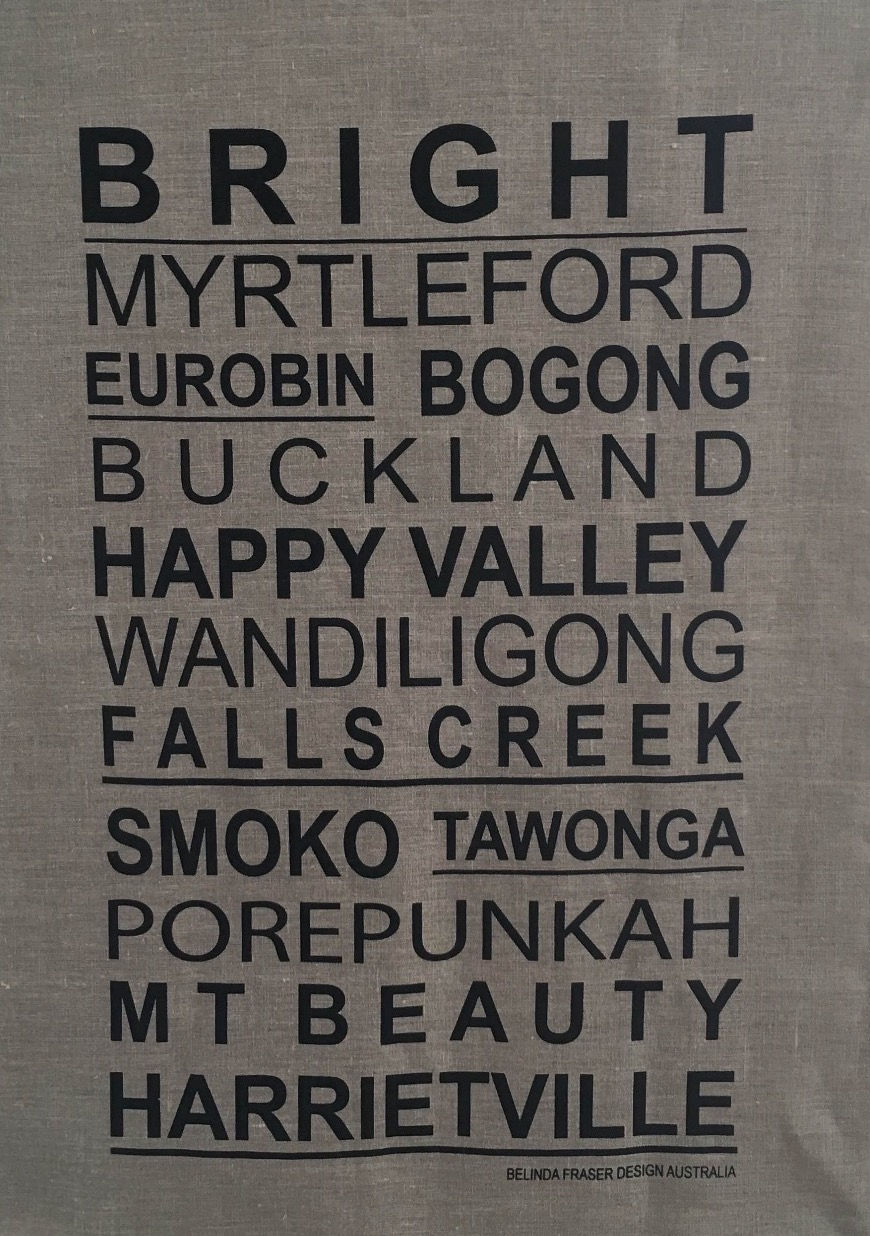 BRIGHT
MYRTLEFORD
EUROBIN BOGONG
BUCKLAND
HAPPY VALLEY
WANDILIGONG
FALLS CREEK
SMOKO TAWONGA
POREPUNKAH
MT BEAUTY
HARRIETVILLE
BELINDA FRASER DESIGN AUSTRALIA